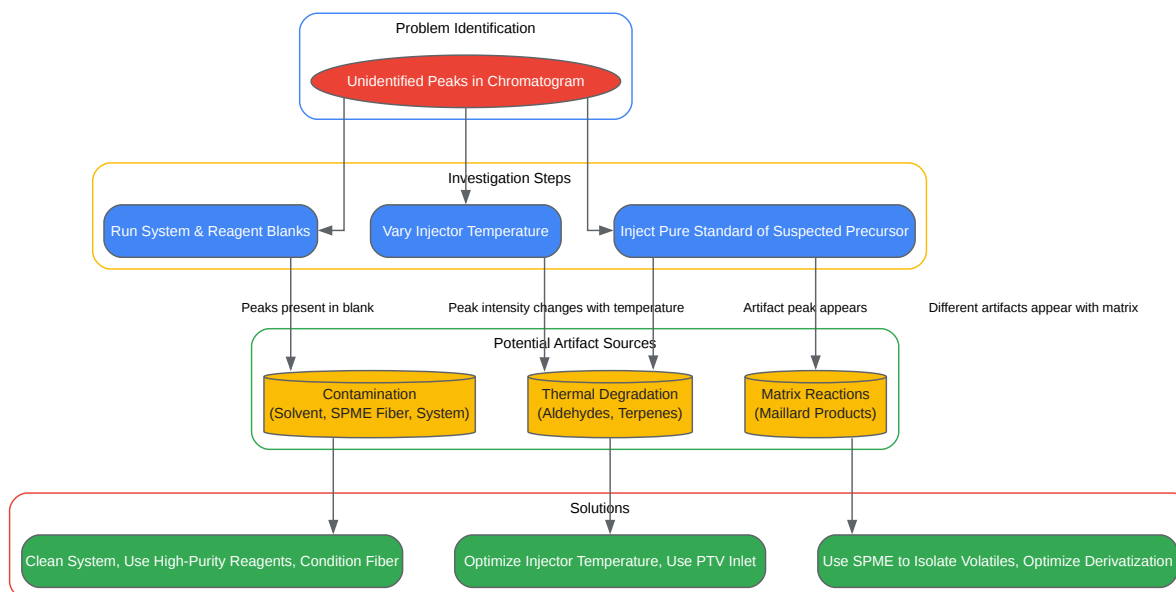 Problem Identification
Unidentified Peaks in Chromatogram
Investigation Steps
Run System & Reagent Blanks
Vary Injector Temperature
Inject Pure Standard of Suspected Precursor
Peaks present in blank
Peak intensity changes with temperature
Artifact peak appears
Different artifacts appear with matrix
Potential Artifact Sources
Contamination
(Solvent, SPME Fiber, System)
Thermal Degradation
(Aldehydes, Terpenes)
Matrix Reactions
(Maillard Products)
Solutions
Clean System, Use High-Purity Reagents, Condition Fiber
Optimize Injector Temperature, Use PTV Inlet
Use SPME to Isolate Volatiles, Optimize Derivatization